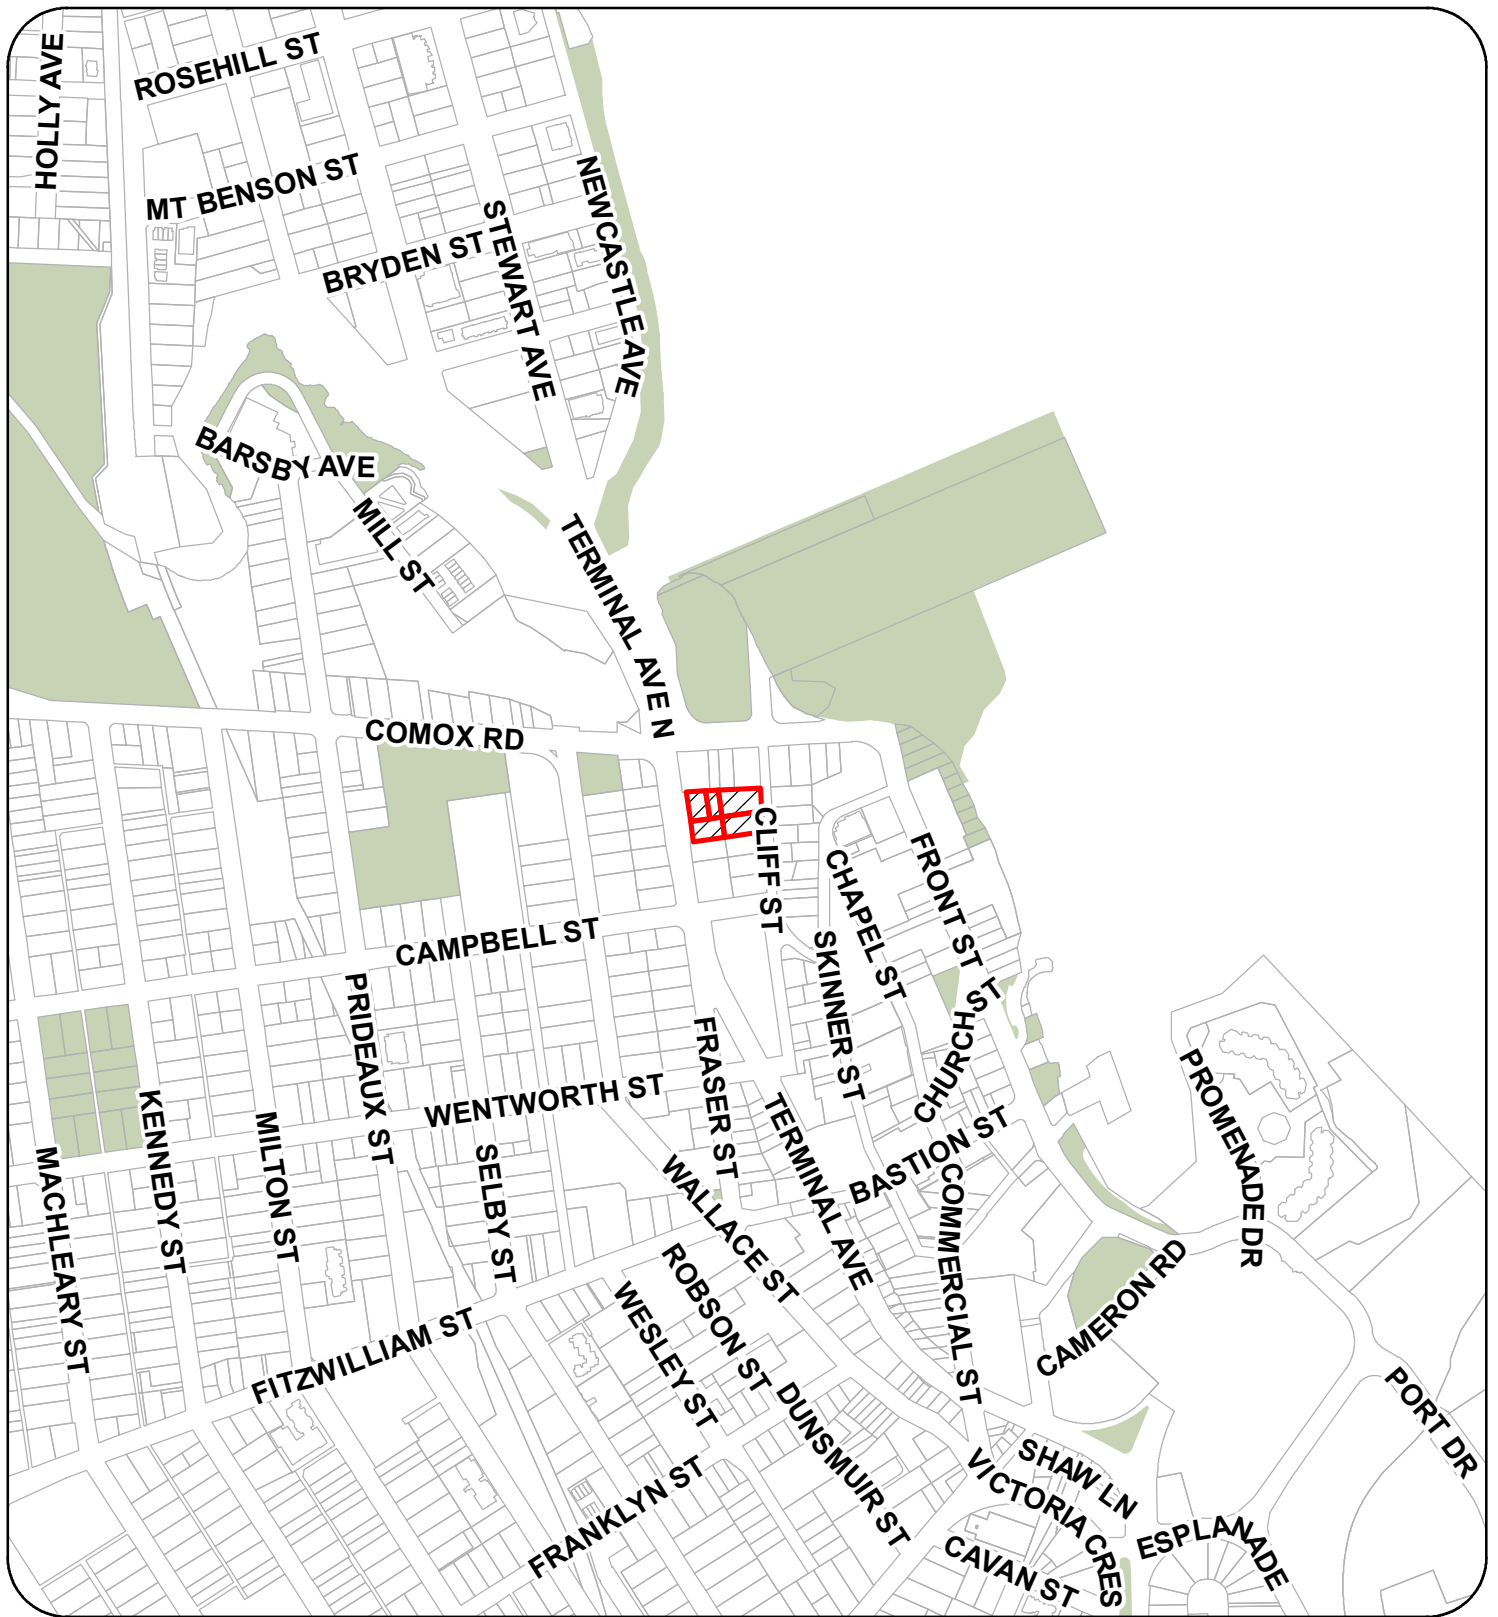 ROSEHILL ST
HOLLY AVE
MT BENSON ST
NEWCASTLE AVE
STEWART AVE
BRYDEN ST
BARSBY AVE
MILL ST
TERMINAL AVE N
COMOX RD
CLIFF ST
FRONT ST
CHAPEL ST
CAMPBELL ST
SKINNER ST
PRIDEAUX ST
CHURCH ST
FRASER ST
PROMENADE DR
WENTWORTH ST
KENNEDY ST
MILTON ST
TERMINAL AVE
BASTION ST
MACHLEARY ST
SELBY ST
WALLACE ST
COMMERCIAL ST
ROBSON ST
CAMERON RD
WESLEY ST
FITZWILLIAM ST
PORT DR
DUNSMUIR ST
SHAW LN
VICTORIA CRES
FRANKLYN ST
ESPLANADE
CAVAN ST